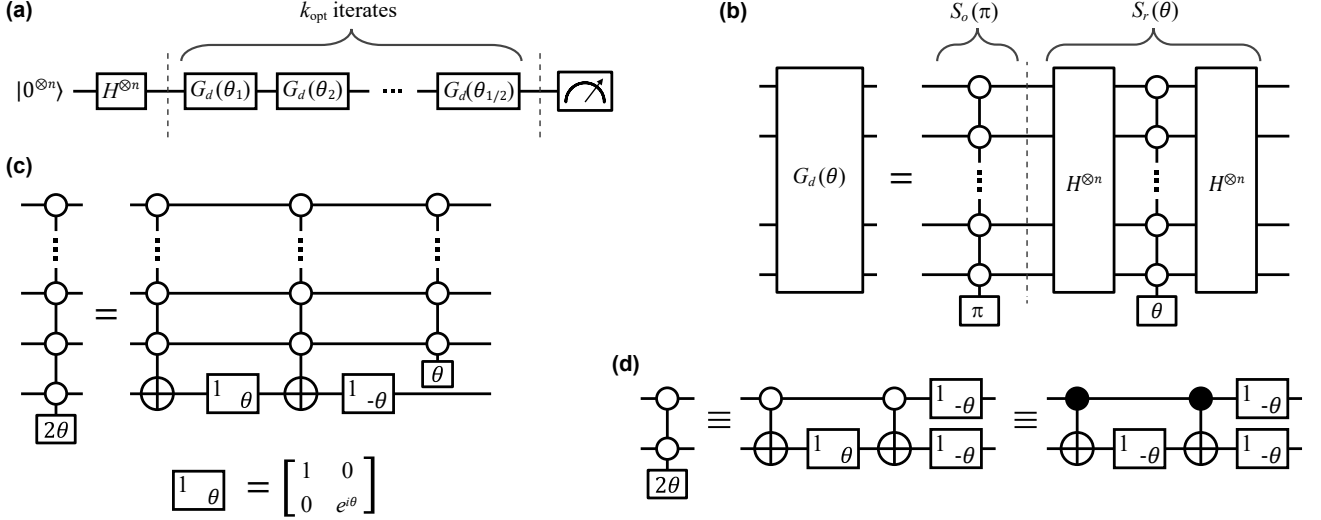 (a)
k_opt iterates
|0^{⊗n}⟩ H^{⊗n} G_d(θ_1) G_d(θ_2) ··· G_d(θ_{1/2})
(b)
S_o(π) S_r(θ)
G_d(θ) = H^{⊗n} H^{⊗n}
π θ
(c)
=
θ
1 θ 1 -θ
2θ
1 θ = [1 0
0 e^{iθ}]
(d)
1 -θ 1 -θ
≡ ≡
1 θ 1 -θ 1 -θ 1 -θ
2θ